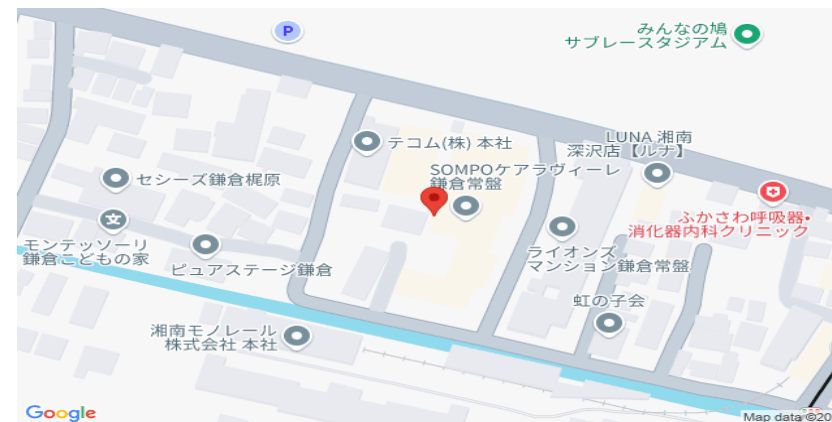 P
みんなの鳩
サブレースタジアム
テコム(株) 本社
LUNA 湘南
深沢店【ルナ】
SOMPOケアラヴィーレ
鎌倉常盤
セシーズ鎌倉梶原
ふかさわ呼吸器•
消化器内科クリニック
文
モンテッソーリ
鎌倉こどもの家
ピュアステージ鎌倉
ライオンズ
マンション鎌倉常盤
虹の子会
湘南モノレール
株式会社 本社
Google
Map data ©20